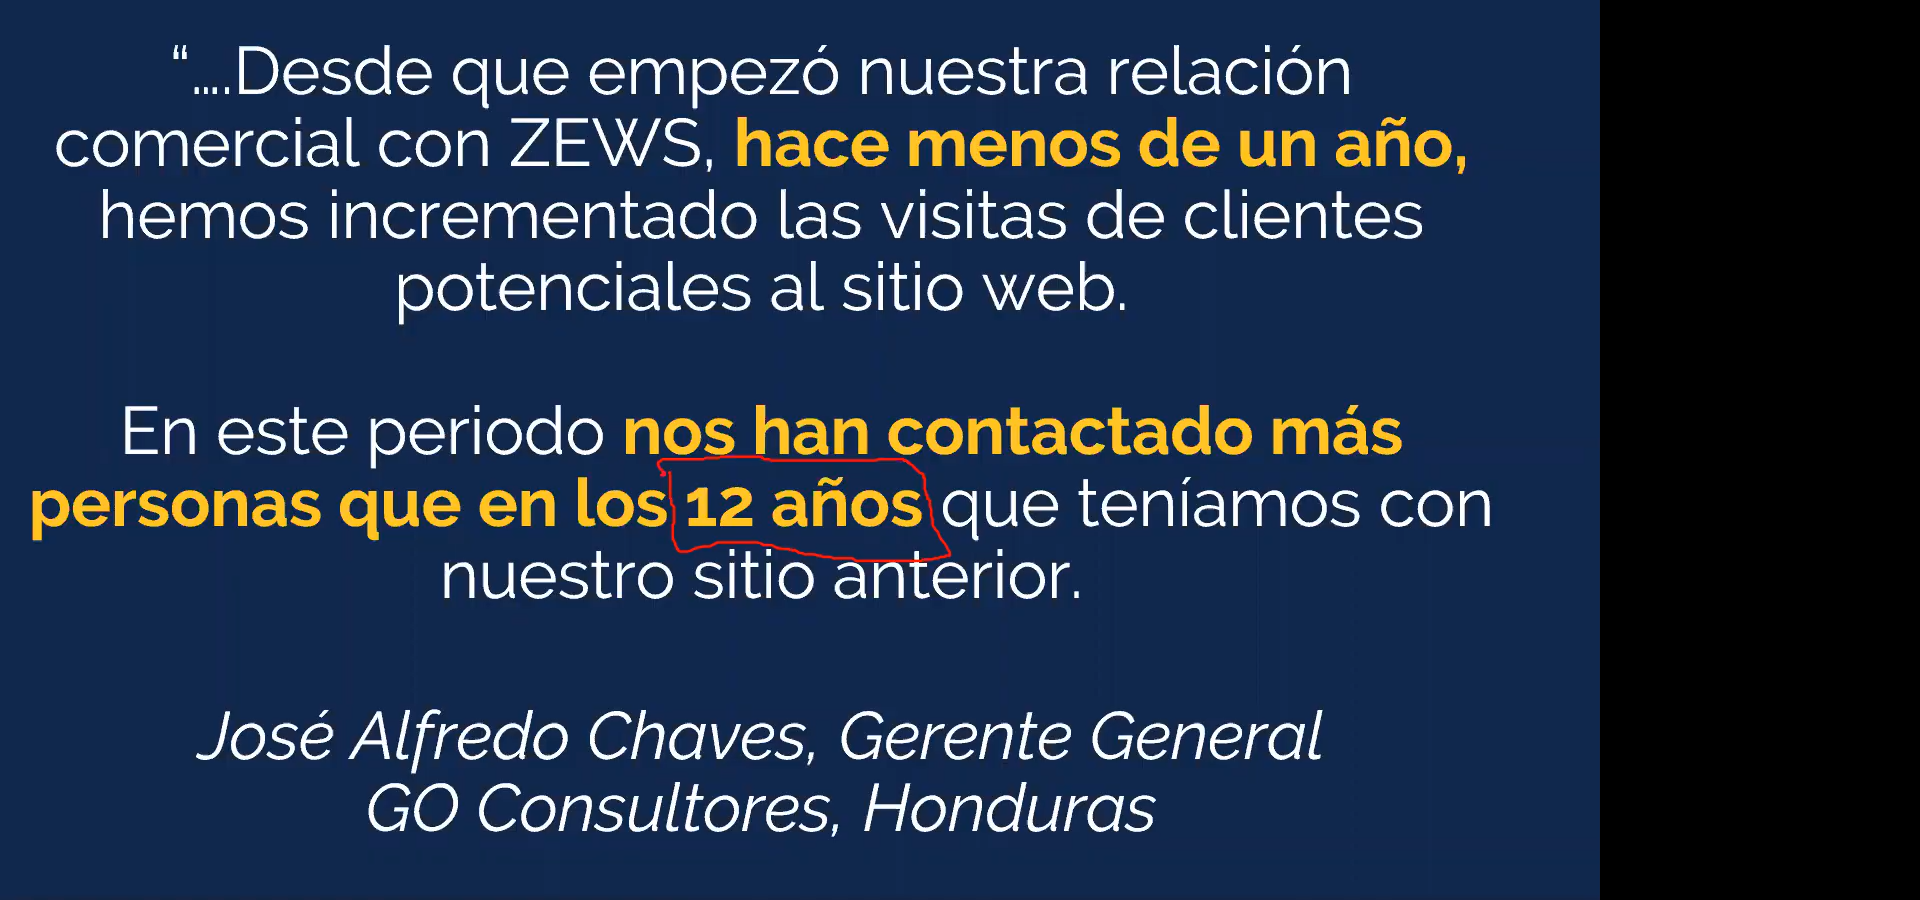 “....Desde que empezó nuestra relación
comercial con ZEWS, hace menos de un año,
hemos incrementado las visitas de clientes
potenciales al sitio web.
En este periodo nos han contactado más
personas que en los 12 años que teníamos con
nuestro sitio anterior.
José Alfredo Chaves, Gerente General
GO Consultores, Honduras